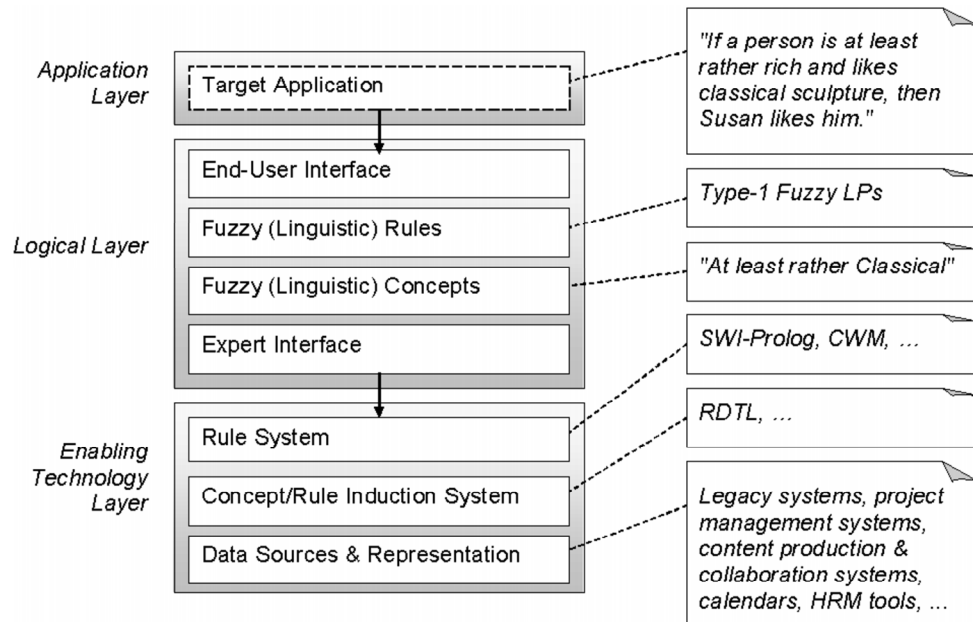 Application
Layer
Target Application
"If a person is at least
rather rich and likes
classical sculpture, then
Susan likes him."
Logical Layer
End-User Interface
Fuzzy (Linguistic) Rules
Type-1 Fuzzy LPs
Fuzzy (Linguistic) Concepts
"At least rather Classical"
Expert Interface
SWI-Prolog, CWM, ...
Enabling
Technology
Layer
Rule System
RDTL, ...
Concept/Rule Induction System
Data Sources & Representation
Legacy systems, project
management systems,
content production &
collaboration systems,
calendars, HRM tools, ...